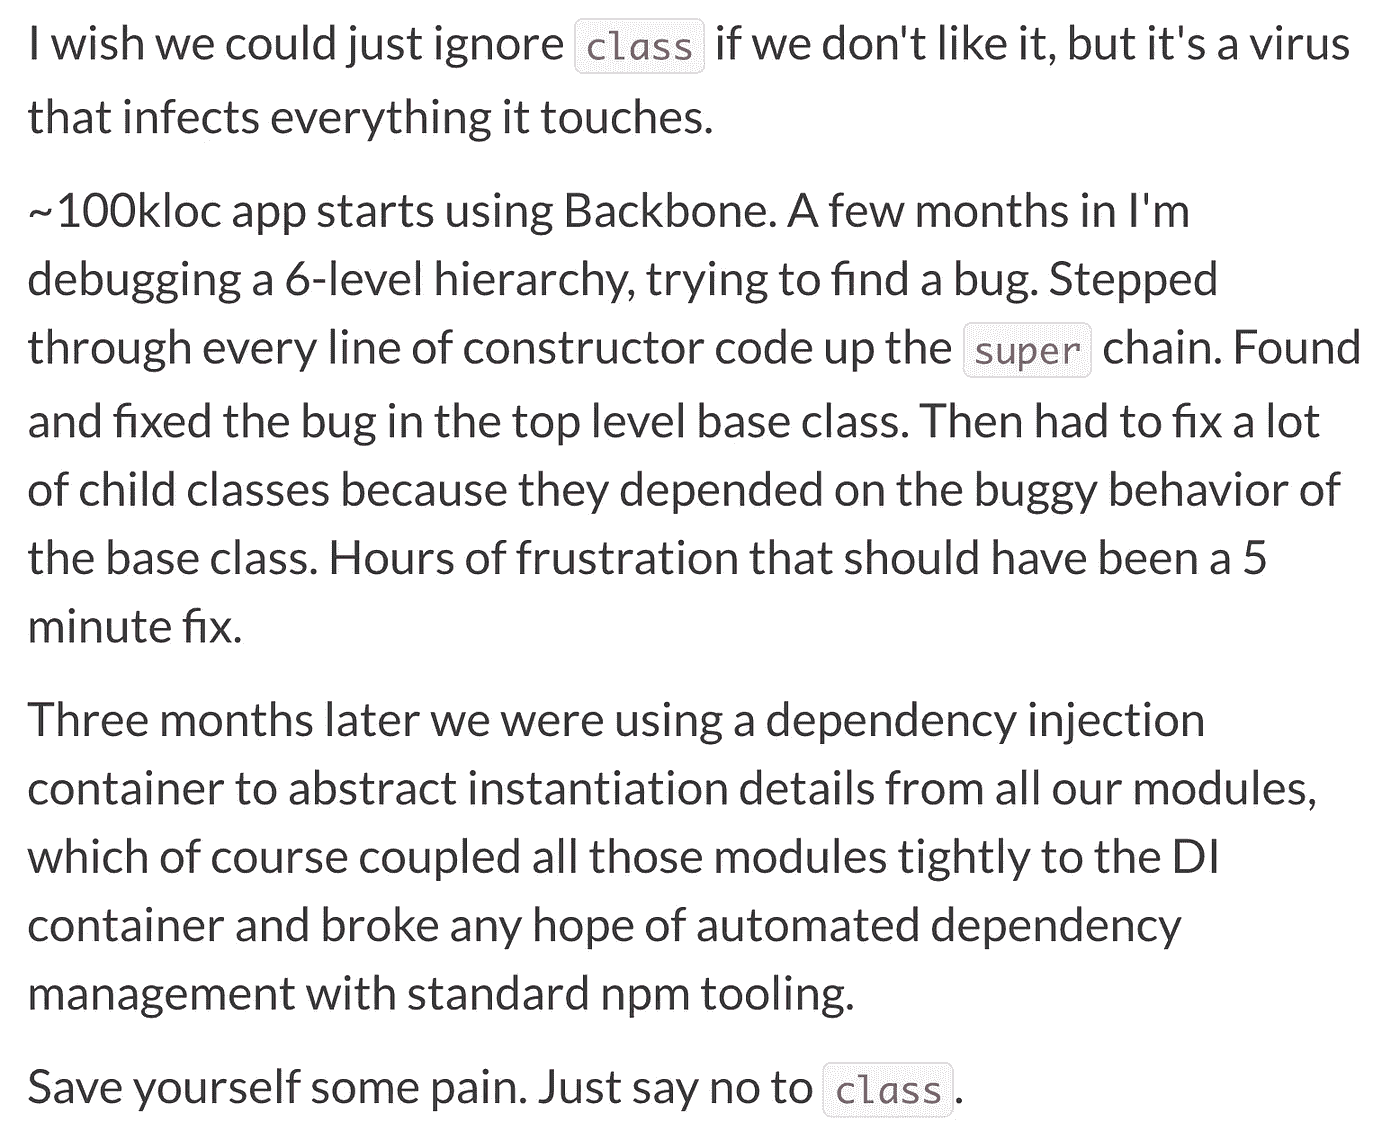 I wish we could just ignore class if we don't like it, but it's a virus
that infects everything it touches.
~100kloc app starts using Backbone. A few months in I'm
debugging a 6-level hierarchy, trying to find a bug. Stepped
through every line of constructor code up the super chain. Found
and fixed the bug in the top level base class. Then had to fix a lot
of child classes because they depended on the buggy behavior of
the base class. Hours of frustration that should have been a 5
minute fix.
Three months later we were using a dependency injection
container to abstract instantiation details from all our modules,
which of course coupled all those modules tightly to the DI
container and broke any hope of automated dependency
management with standard npm tooling.
Save yourself some pain. Just say no to class.